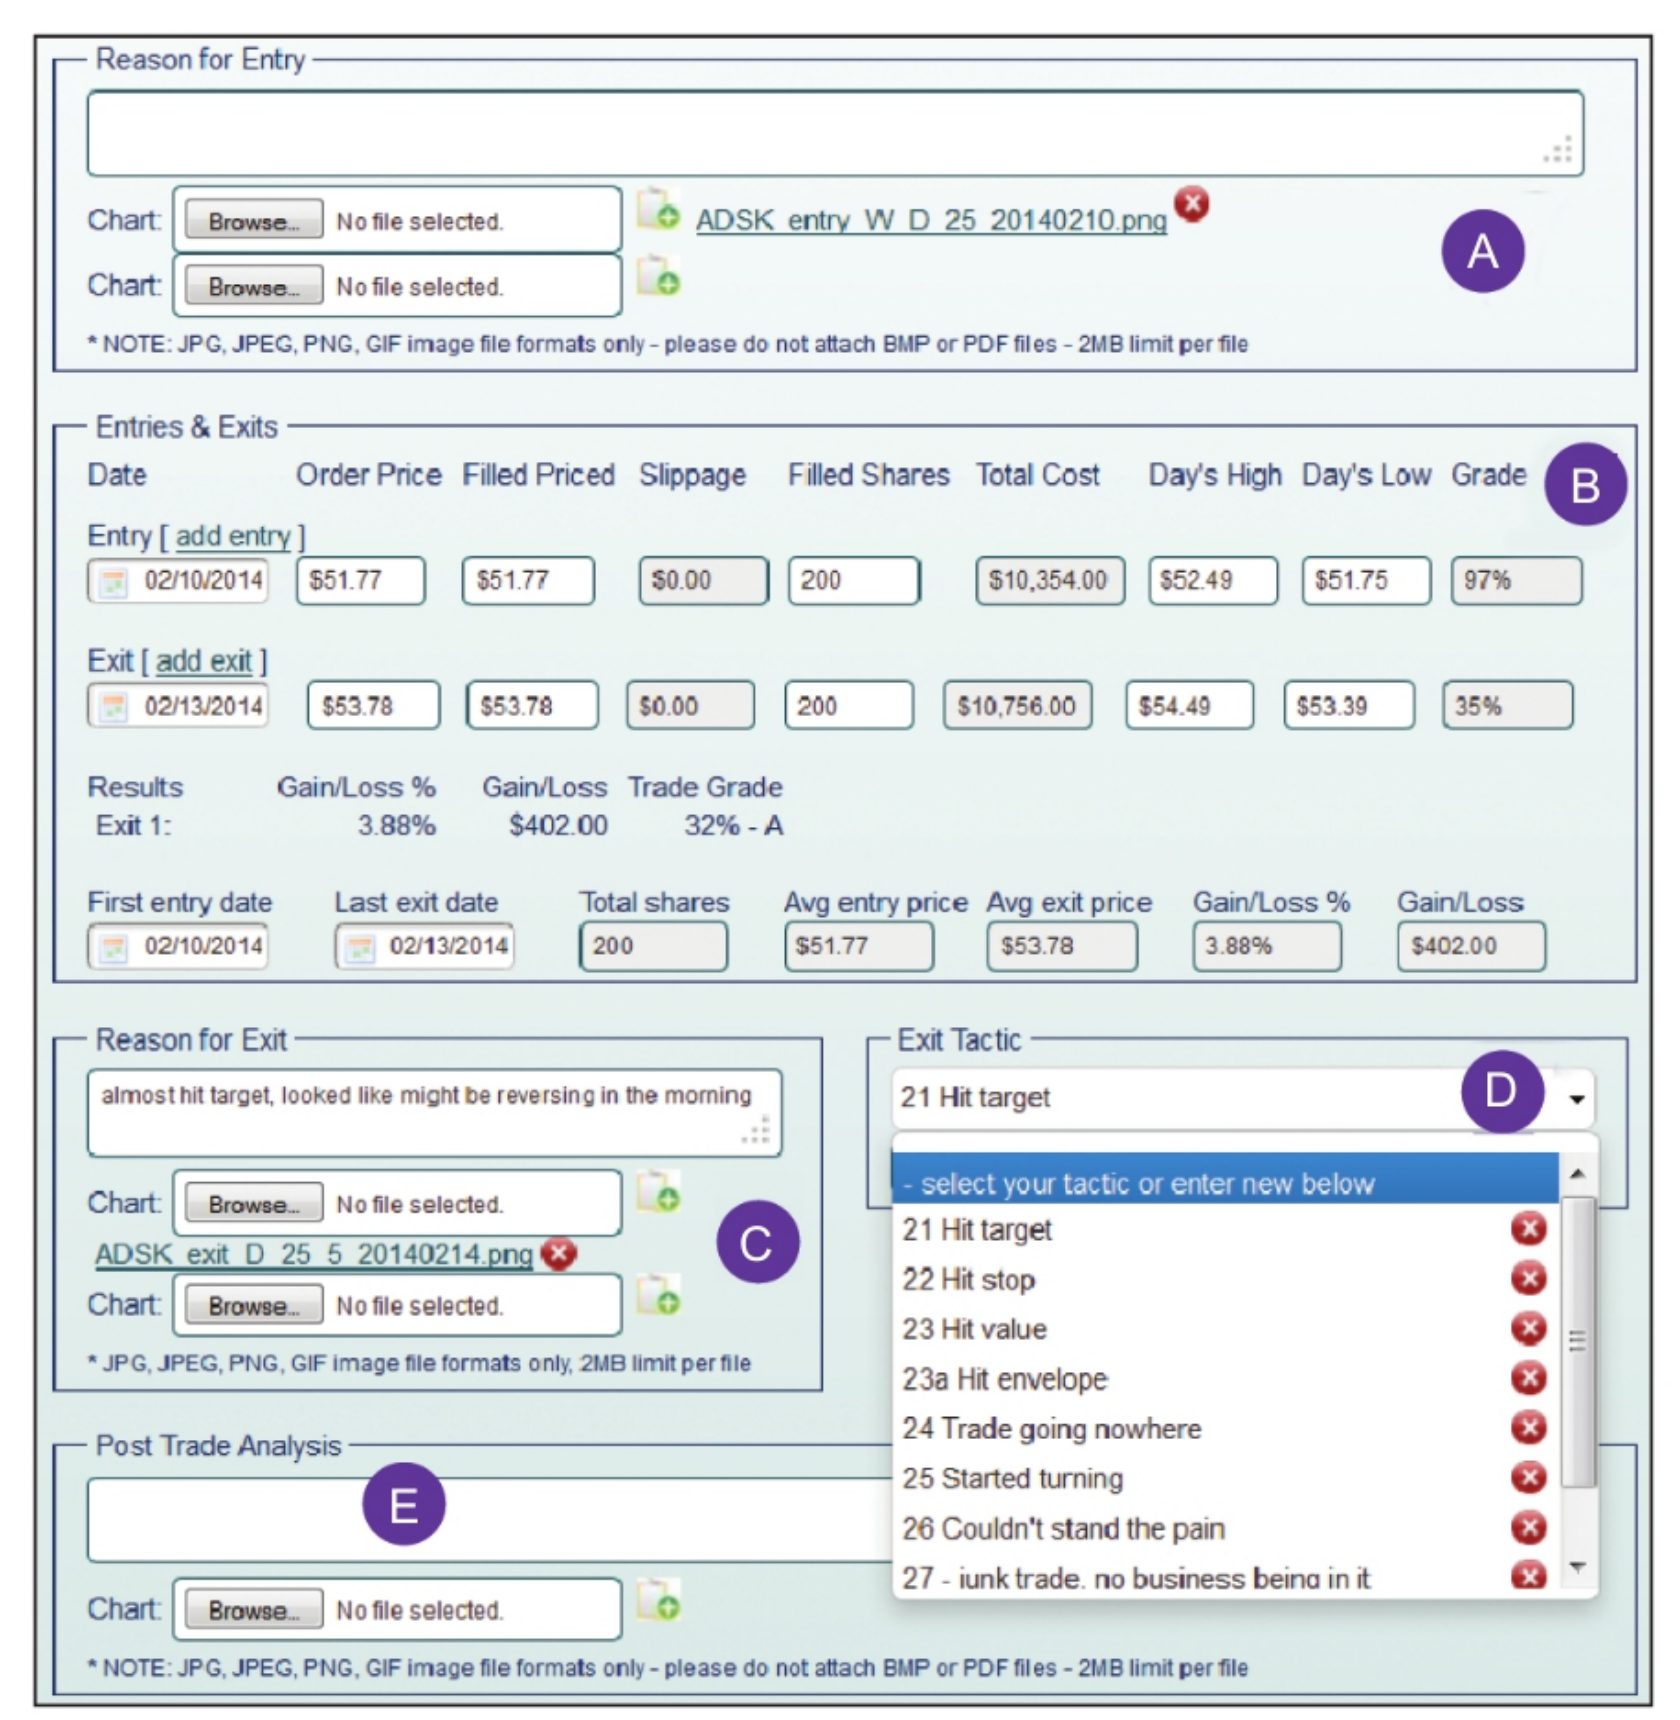 Reason for Entry
Chart: Browse... No file selected. ADSK_entry_W_D_25_20140210.png
A
Chart: Browse... No file selected.
* NOTE: JPG, JPEG, PNG, GIF image file formats only - please do not attach BMP or PDF files - 2MB limit per file
Entries & Exits
Date Order Price Filled Priced Slippage Filled Shares Total Cost Day's High Day's Low Grade B
Entry [ add entry ]
02/10/2014 $51.77 $51.77 $0.00 200 $10,354.00 $52.49 $51.75 97%
Exit [ add exit ]
02/13/2014 $53.78 $53.78 $0.00 200 $10,756.00 $54.49 $53.39 35%
Results Gain/Loss % Gain/Loss Trade Grade
Exit 1: 3.88% $402.00 32% - A
First entry date Last exit date Total shares Avg entry price Avg exit price Gain/Loss % Gain/Loss
02/10/2014 02/13/2014 200 $51.77 $53.78 3.88% $402.00
Reason for Exit
almost hit target, looked like might be reversing in the morning
Chart: Browse... No file selected.
C
ADSK_exit_D_25_5_20140214.png
Chart: Browse... No file selected.
* JPG, JPEG, PNG, GIF image file formats only, 2MB limit per file
Exit Tactic
21 Hit target D
- select your tactic or enter new below
21 Hit target
22 Hit stop
23 Hit value
23a Hit envelope
24 Trade going nowhere
25 Started turning
26 Couldn't stand the pain
27 - junk trade, no business being in it
Post Trade Analysis
E
Chart: Browse... No file selected.
* NOTE: JPG, JPEG, PNG, GIF image file formats only - please do not attach BMP or PDF files - 2MB limit per file